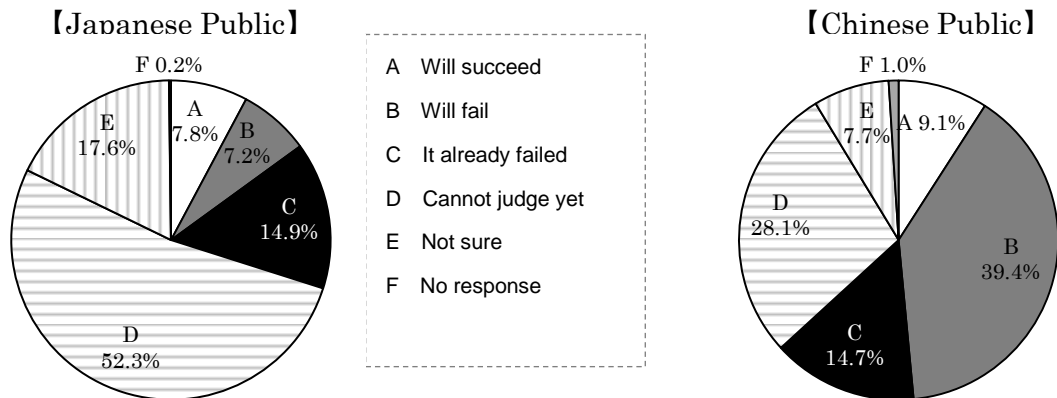 【Japanese Public】
F 0.2%
A
7.8%
B
7.2%
C
14.9%
D
52.3%
E
17.6%
A Will succeed
B Will fail
C It already failed
D Cannot judge yet
E Not sure
F No response
【Chinese Public】
F 1.0%
A 9.1%
B
39.4%
C
14.7%
D
28.1%
E
7.7%